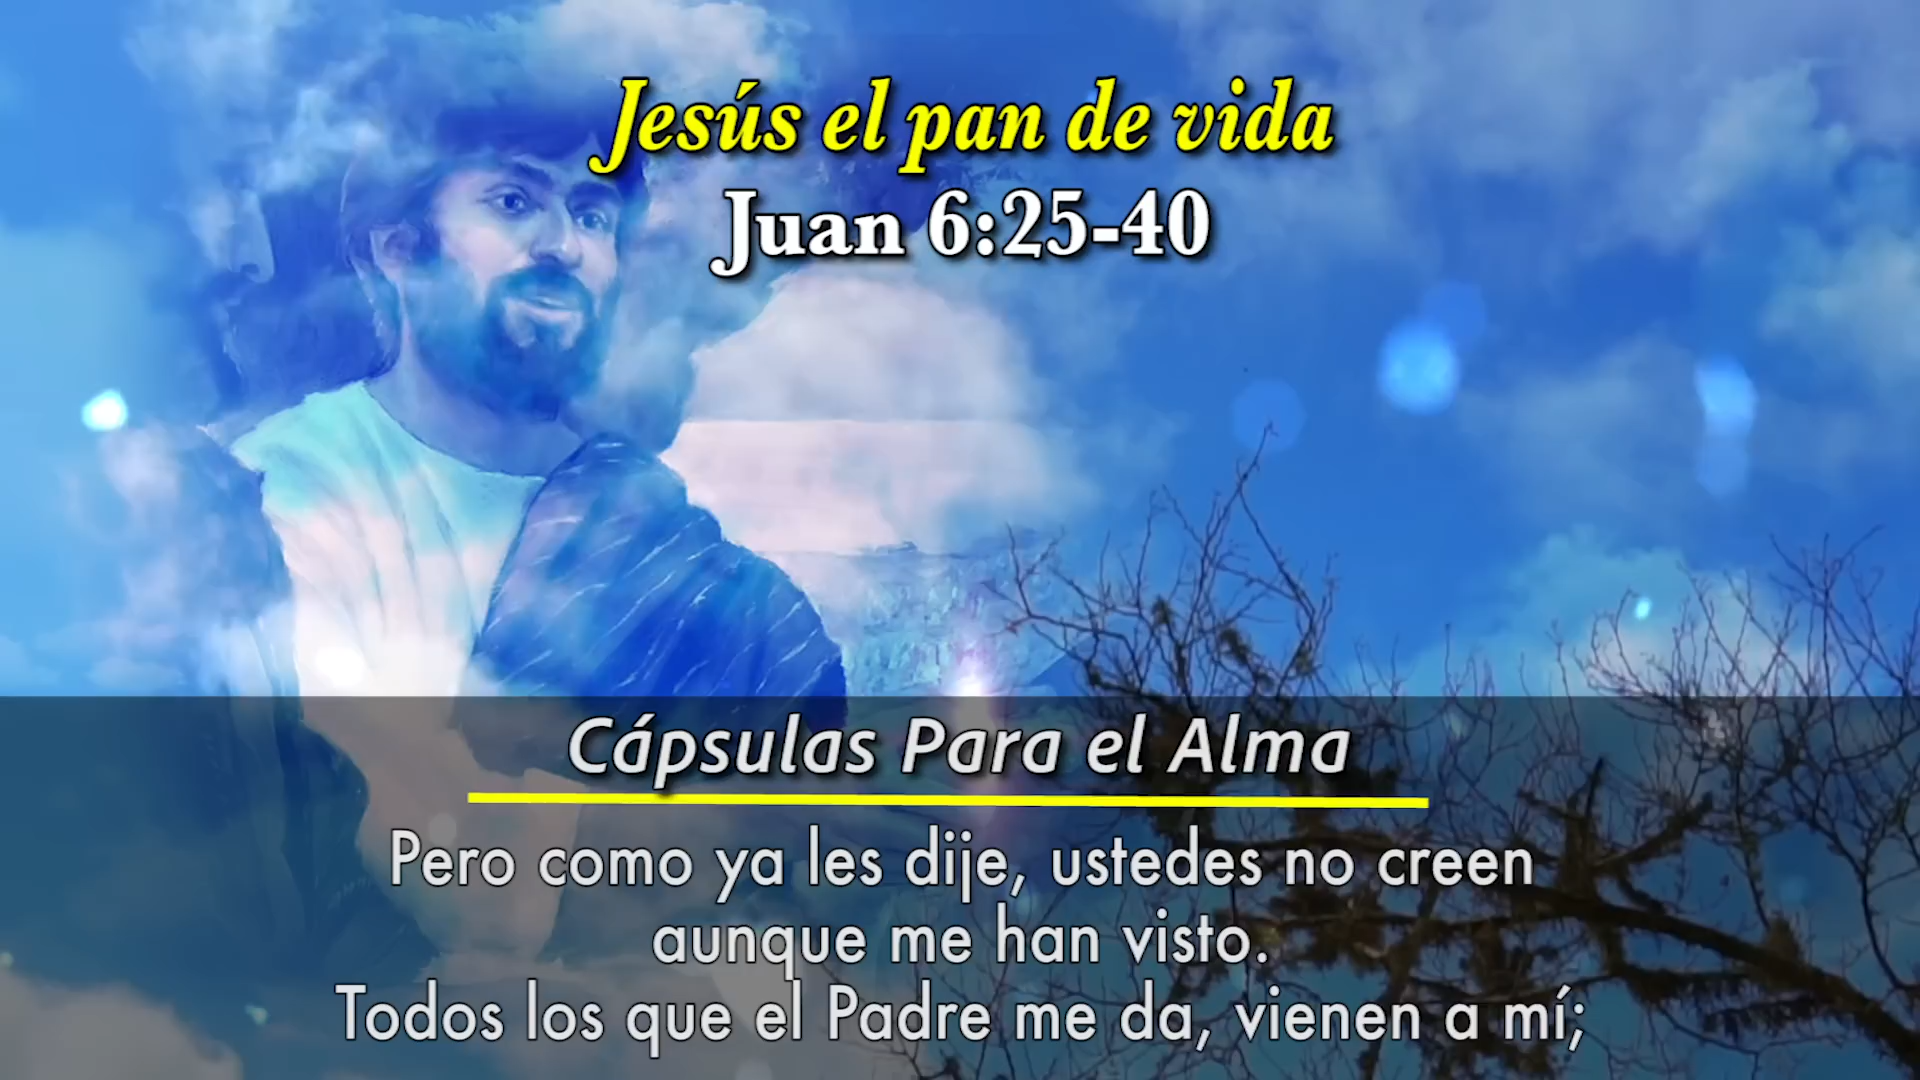 Jesús el pan de vida
Juan 6:25-40
Cápsulas Para el Alma
Pero como ya les dije, ustedes no creen
aunque me han visto.
Todos los que el Padre me da, vienen a mí;